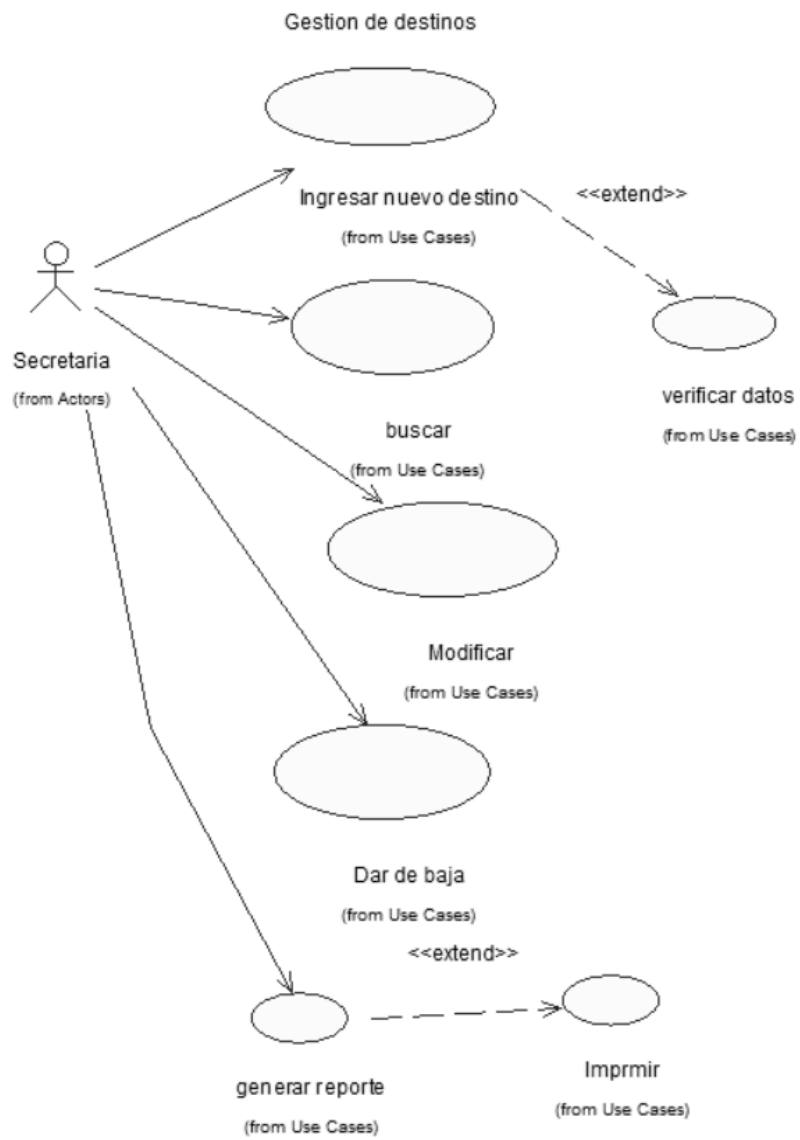 Gestion de destinos
Ingresar nuevo destino
<<extend>>
(from Use Cases)
Secretaria
(from Actors)
verificar datos
(from Use Cases)
buscar
(from Use Cases)
Modificar
(from Use Cases)
Dar de baja
(from Use Cases)
<<extend>>
generar reporte
(from Use Cases)
Imprmir
(from Use Cases)